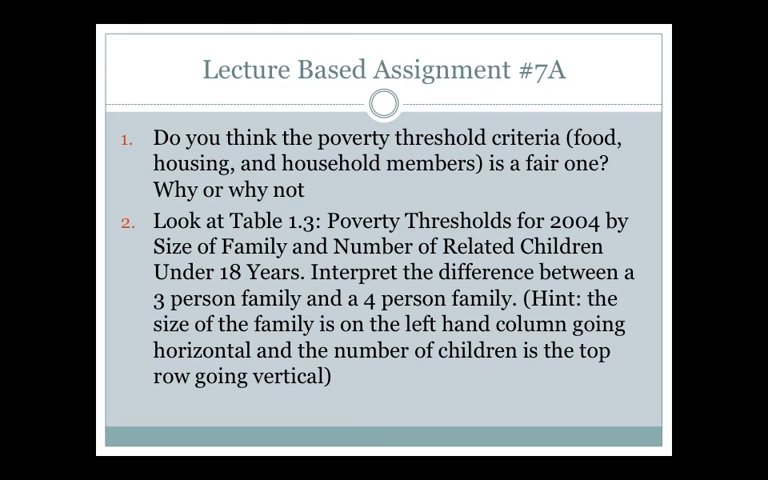 Lecture Based Assignment #7A
1. Do you think the poverty threshold criteria (food,
housing, and household members) is a fair one?
Why or why not
2. Look at Table 1.3: Poverty Thresholds for 2004 by
Size of Family and Number of Related Children
Under 18 Years. Interpret the difference between a
3 person family and a 4 person family. (Hint: the
size of the family is on the left hand column going
horizontal and the number of children is the top
row going vertical)